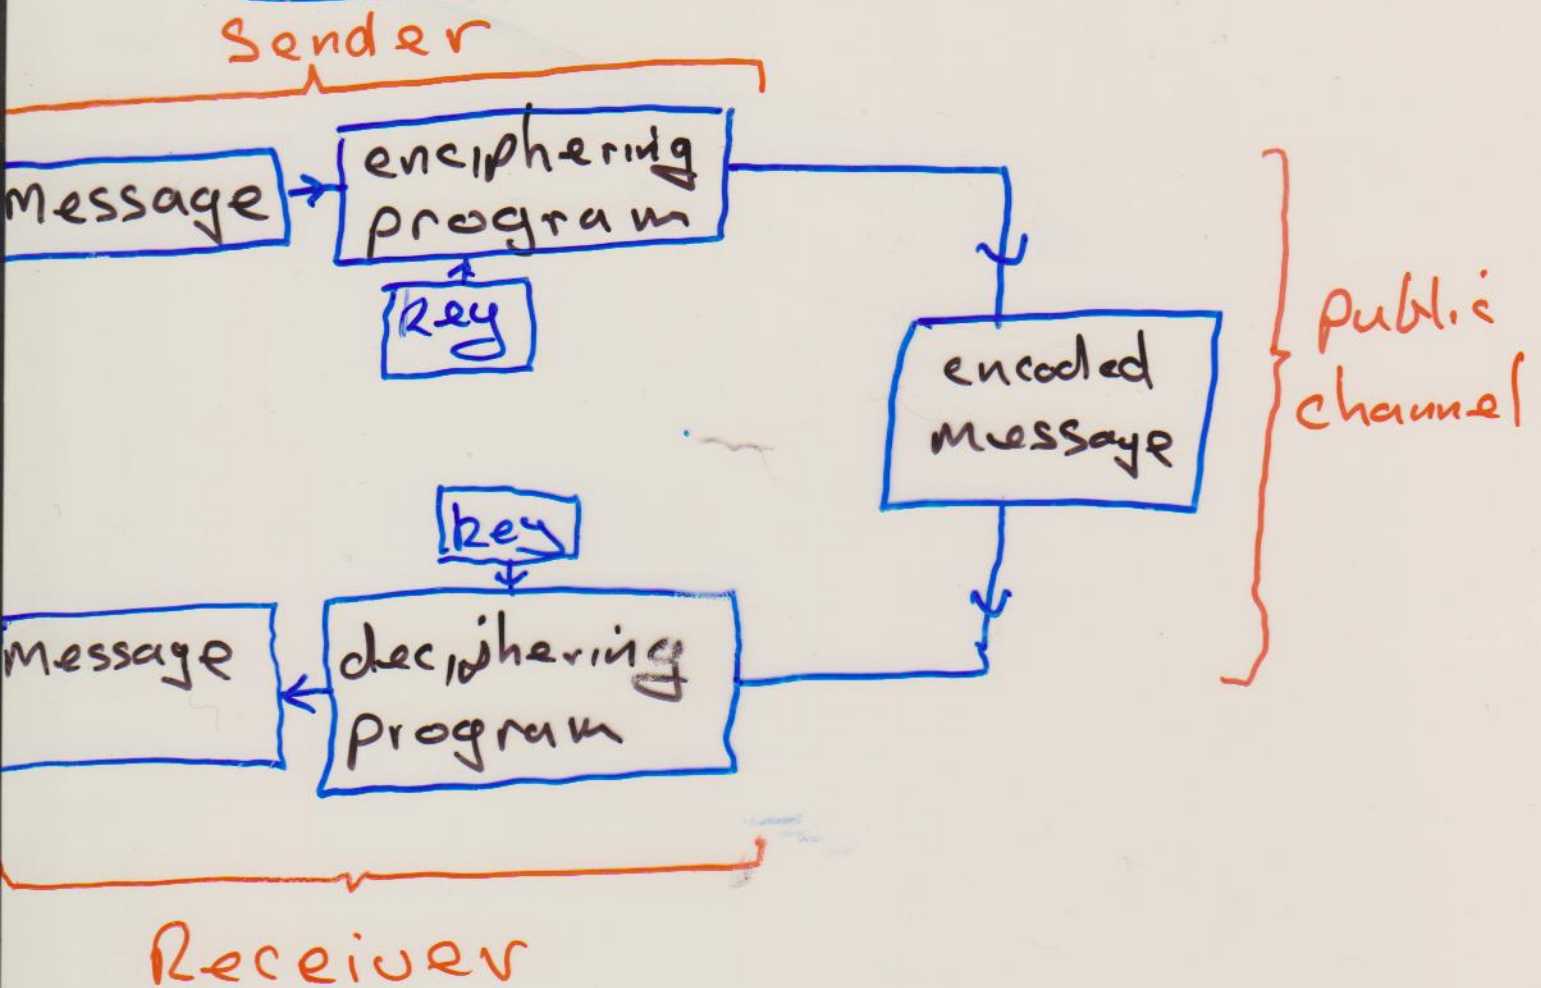 Sender
Message
enciphering
program
key
encoded
message
public
channel
key
Message
deciphering
program
Receiver